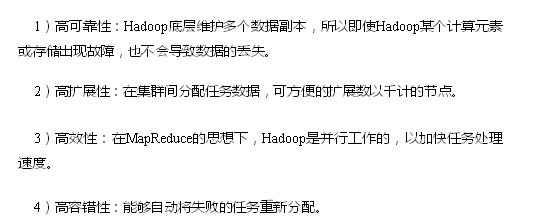 1）高可靠性：Hadoop底层维护多个数据副本，所以即使Hadoop某个计算元素
或存储出现故障，也不会导致数据的丢失。
2）高扩展性：在集群间分配任务数据，可方便的扩展数以千计的节点。
3）高效性：在MapReduce的思想下，Hadoop是并行工作的，以加快任务处理
速度。
4）高容错性：能够自动将失败的任务重新分配。